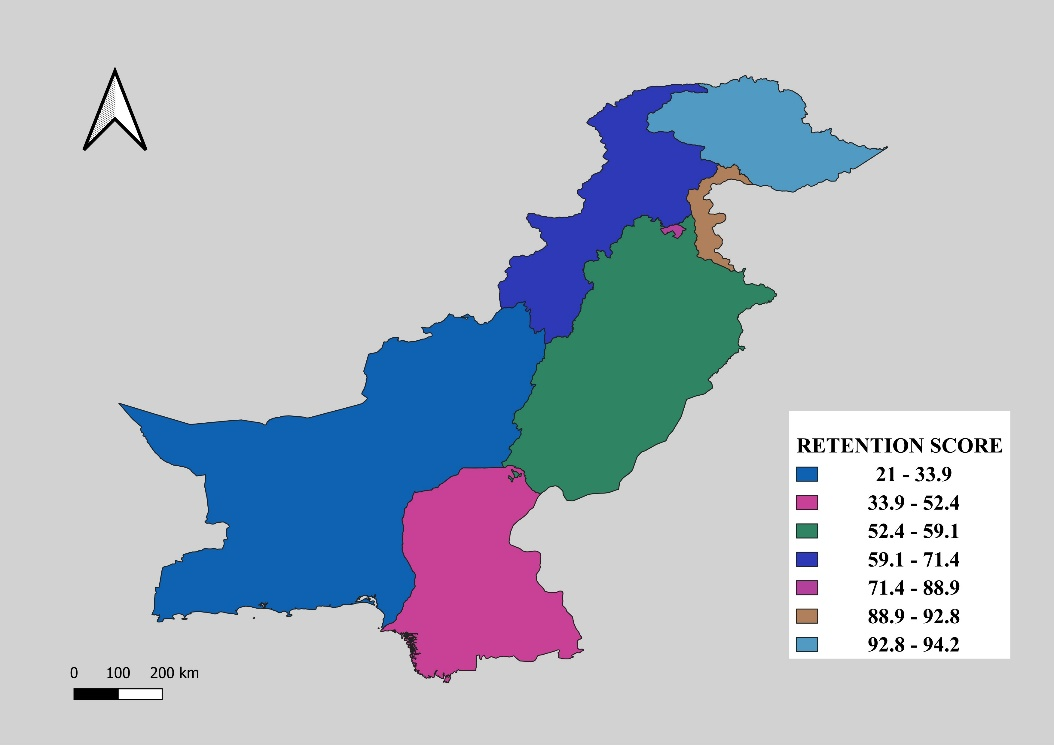 RETENTION SCORE
21 - 33.9
33.9 - 52.4
52.4 - 59.1
59.1 - 71.4
71.4 - 88.9
88.9 - 92.8
92.8 - 94.2
0 100 200 km